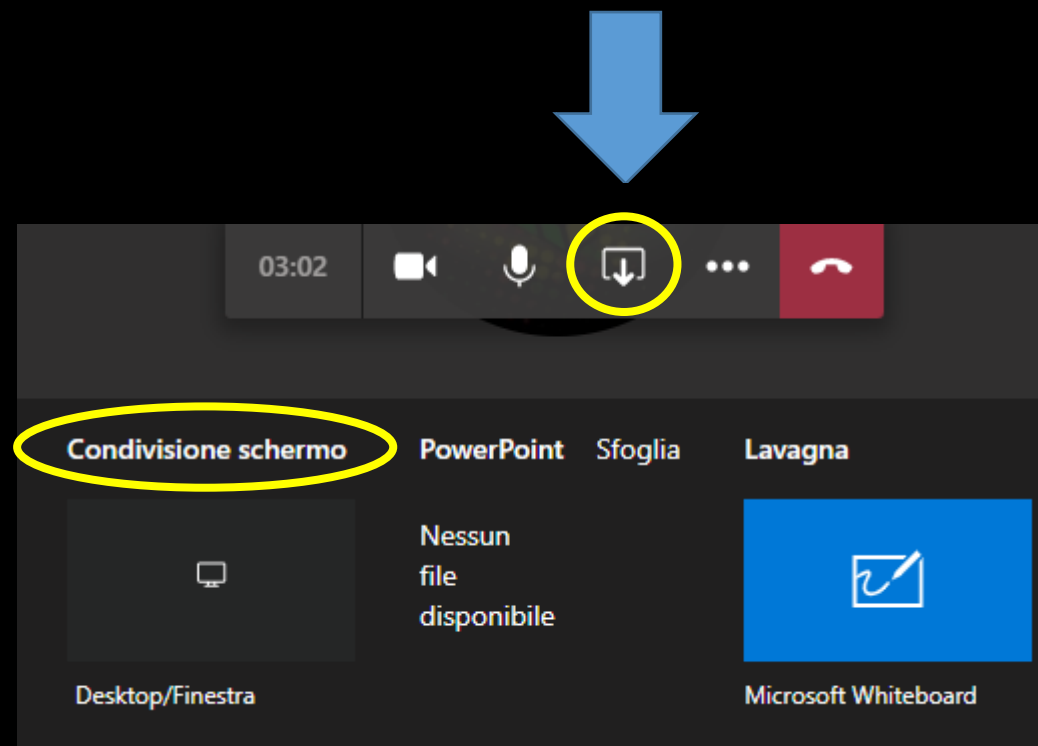 03:02
Condivisione schermo
PowerPoint Sfoglia
Lavagna
Nessun
file
disponibile
Desktop/Finestra
Microsoft Whiteboard